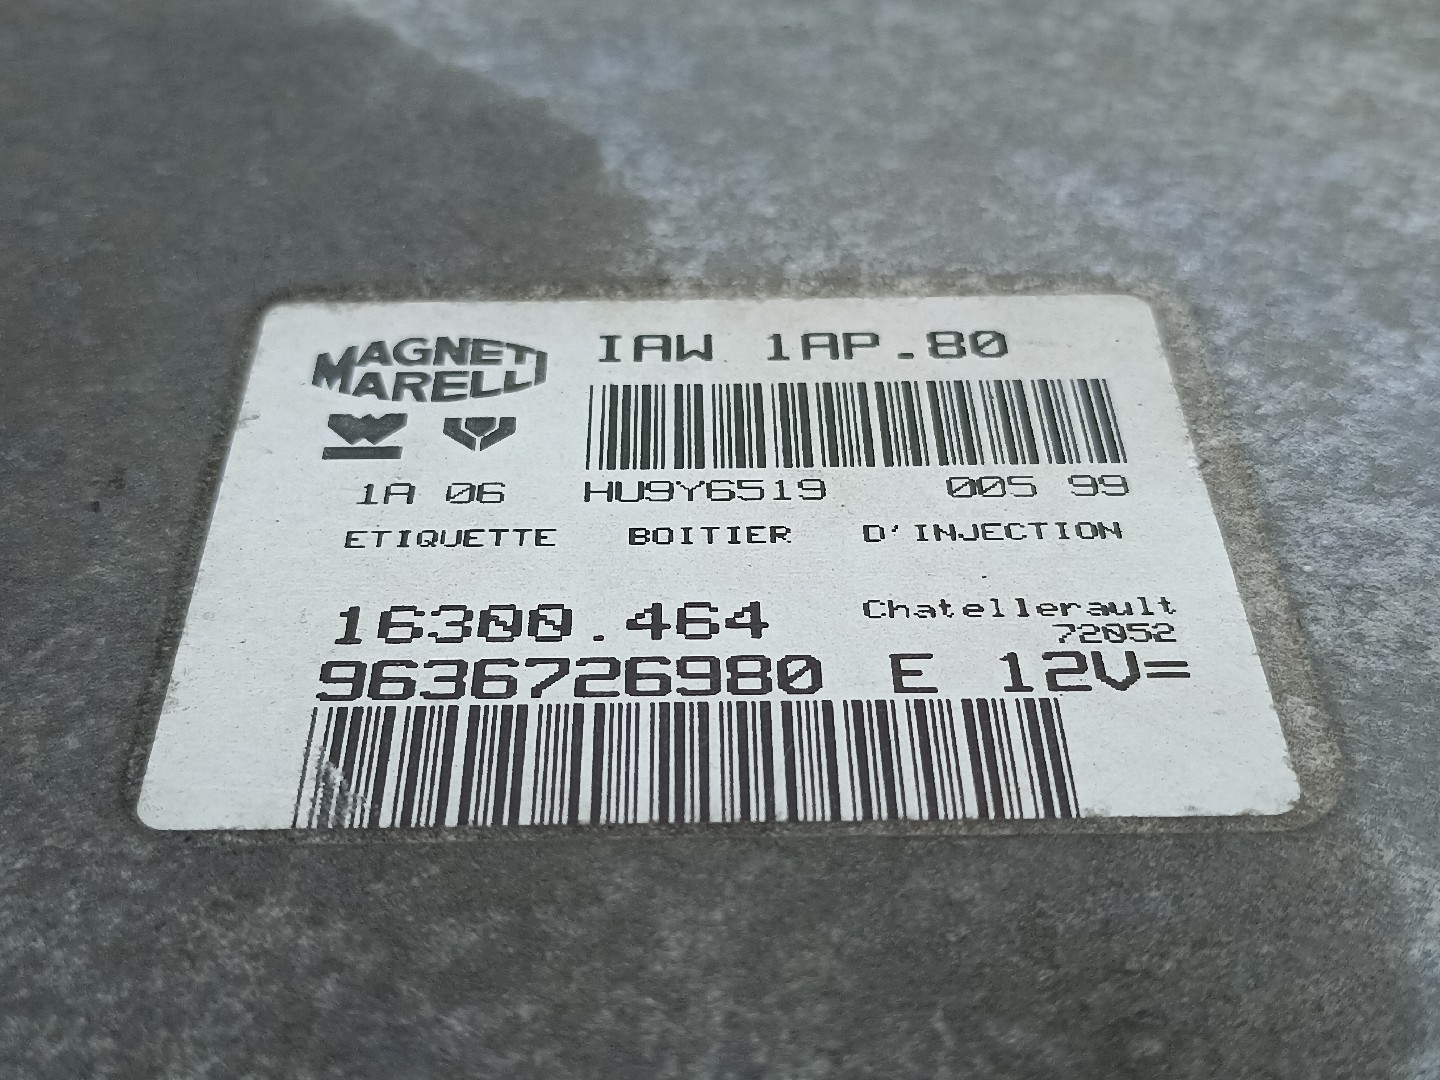 MAGNETI
MARELLI
IAW 1AP.80
1A 06 HU9Y6519 005 99
ETIQUETTE BOITIER D'INJECTION
16300.464
Chatellerault
72052
9636726980 E 12V=